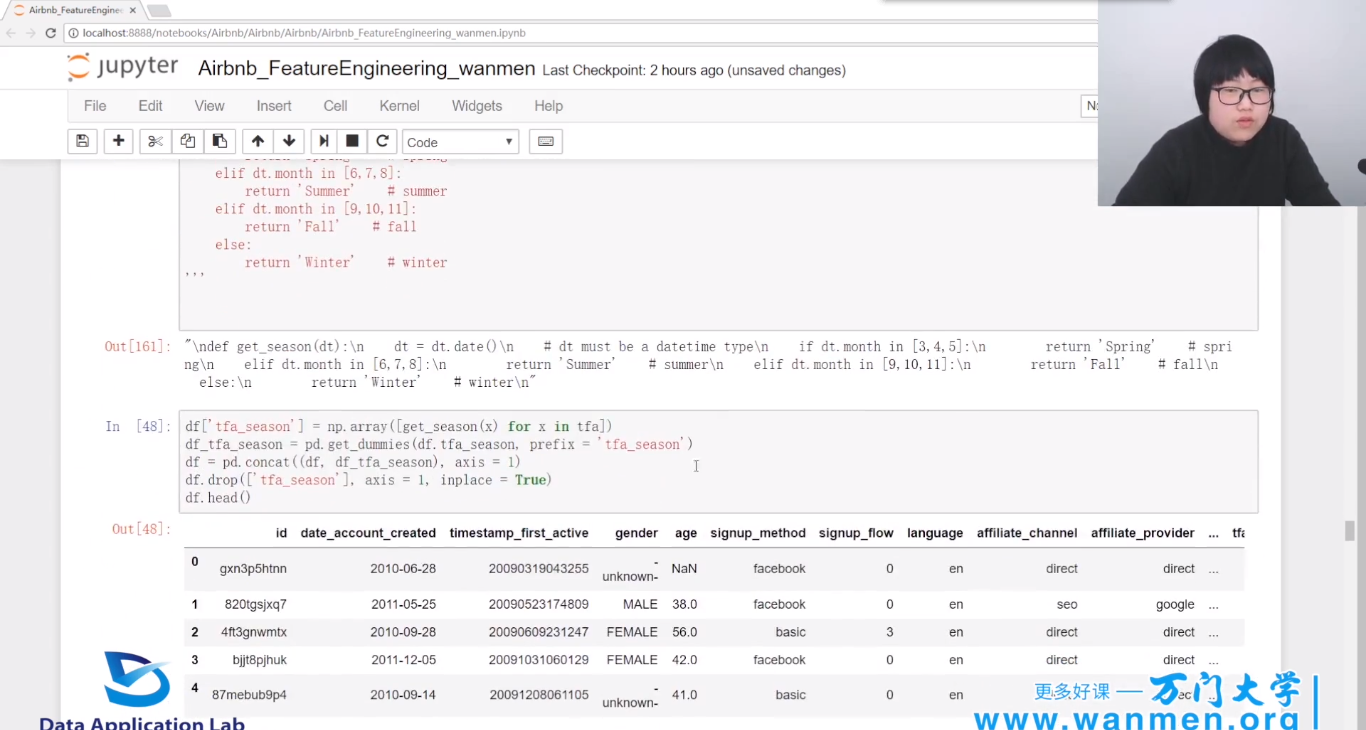 Airbnb_FeatureEnginee
localhost:8888/notebooks/Airbnb/Airbnb/Airbnb/Airbnb_FeatureEngineering_wanmen.ipynb
jupyter Airbnb_FeatureEngineering_wanmen Last Checkpoint: 2 hours ago (unsaved changes)
File Edit View Insert Cell Kernel Widgets Help
Code
elif dt.month in [6,7,8]:
return 'Summer' # summer
elif dt.month in [9,10,11]:
return 'Fall' # fall
else:
return 'Winter' # winter
'''
Out[161]: "\ndef get_season(dt):\n dt = dt.date()\n # dt must be a datetime type\n if dt.month in [3,4,5]:\n return 'Spring' # spri
ng\n elif dt.month in [6,7,8]:\n return 'Summer' # summer\n elif dt.month in [9,10,11]:\n return 'Fall' # fall\n
else:\n return 'Winter' # winter\n"
In [48]: df['tfa_season'] = np.array([get_season(x) for x in tfa])
df_tfa_season = pd.get_dummies(df.tfa_season, prefix = 'tfa_season')
df = pd.concat((df, df_tfa_season), axis = 1)
df.drop(['tfa_season'], axis = 1, inplace = True)
df.head()
Out[48]:
id date_account_created timestamp_first_active gender age signup_method signup_flow language affiliate_channel affiliate_provider ... tfa
0 gxn3p5htnn 2010-06-28 20090319043255 -unknown- NaN facebook 0 en direct direct ...
1 820tgsjxq7 2011-05-25 20090523174809 MALE 38.0 facebook 0 en seo google ...
2 4ft3gnwmtx 2010-09-28 20090609231247 FEMALE 56.0 basic 3 en direct direct ...
3 bjjt8pjhuk 2011-12-05 20091031060129 FEMALE 42.0 facebook 0 en direct direct ...
4 87mebub9p4 2010-09-14 20091208061105 -unknown- 41.0 basic 0 en direct
更多好课 — 万门大学
Data Application Lab
www.wanmen.org